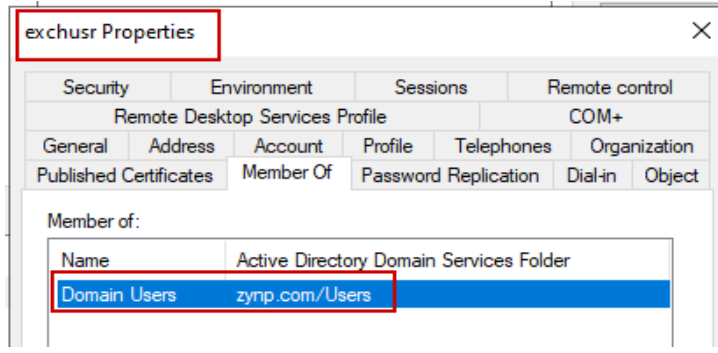 exchusr Properties
Security Environment Sessions Remote control
Remote Desktop Services Profile COM+
General Address Account Profile Telephones Organization
Published Certificates Member Of Password Replication Dial-in Object
Member of:
Name Active Directory Domain Services Folder
Domain Users zynp.com/Users